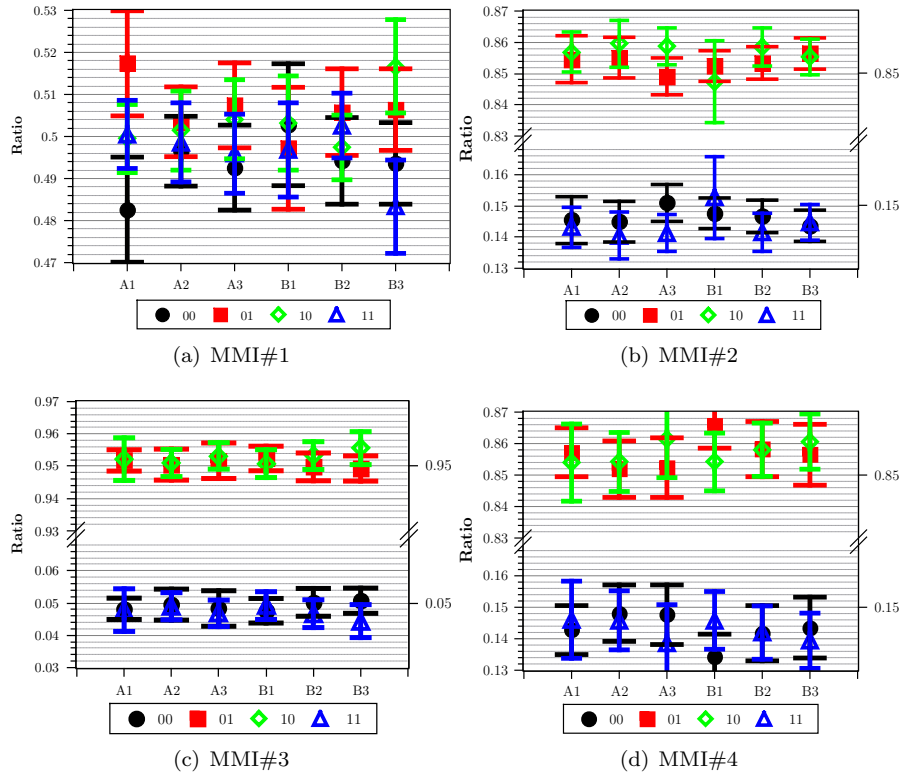 0.53
0.52
0.51
0.5
0.49
0.48
0.47
Ratio
A1 A2 A3 B1 B2 B3
00 01 10 11
(a) MMI#1
0.87
0.86
0.85
0.84
0.83
0.16
0.15
0.14
0.13
Ratio
0.85
0.15
A1 A2 A3 B1 B2 B3
00 01 10 11
(b) MMI#2
0.97
0.96
0.95
0.94
0.93
0.06
0.05
0.04
0.03
Ratio
0.95
0.05
A1 A2 A3 B1 B2 B3
00 01 10 11
(c) MMI#3
0.87
0.86
0.85
0.84
0.83
0.16
0.15
0.14
0.13
Ratio
0.85
0.15
A1 A2 A3 B1 B2 B3
00 01 10 11
(d) MMI#4